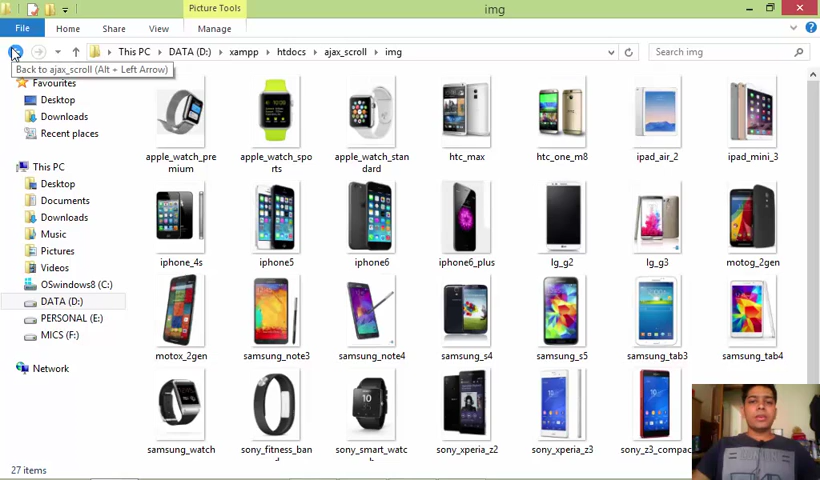 Picture Tools
img
File
Home
Share
View
Manage
This PC
DATA (D:)
xampp
htdocs
ajax_scroll
img
Search img
Back to ajax_scroll (Alt + Left Arrow)
Favourites
Desktop
Downloads
Recent places
This PC
Desktop
Documents
Downloads
Music
Pictures
Videos
OSwindows8 (C:)
DATA (D:)
PERSONAL (E:)
MICS (F:)
Network
apple_watch_pre
mium
apple_watch_spo
rts
apple_watch_stan
dard
htc_max
htc_one_m8
ipad_air_2
ipad_mini_3
iphone_4s
iphone5
iphone6
iphone6_plus
lg_g2
lg_g3
motog_2gen
motox_2gen
samsung_note3
samsung_note4
samsung_s4
samsung_s5
samsung_tab3
samsung_tab4
samsung_watch
sony_fitness_ban
d
sony_smart_watc
h
sony_xperia_z2
sony_xperia_z3
sony_z3_compac
27 items